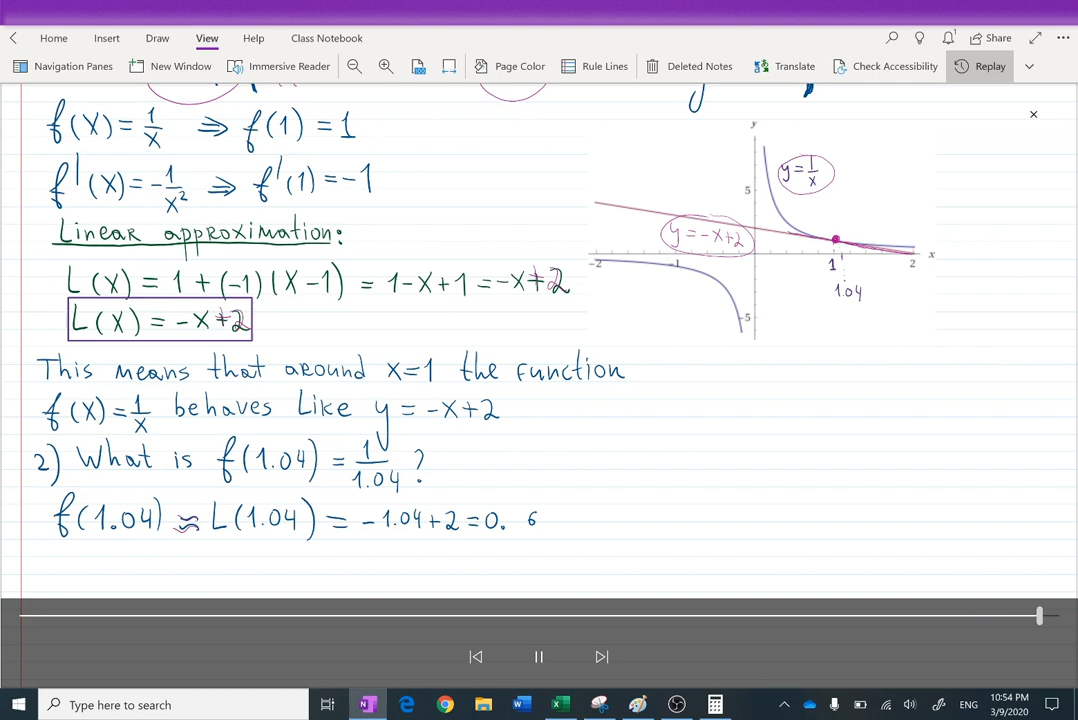 Home Insert Draw View Help Class Notebook Share
Navigation Panes New Window Immersive Reader Page Color Rule Lines Deleted Notes Translate Check Accessibility Replay
f(x) = 1/x ⇒ f(1) = 1
f'(x) = -1/x² ⇒ f'(1) = -1
Linear approximation:
L(x) = 1 + (-1)(x-1) = 1-x+1 = -x+2
L(x) = -x+2
This means that around x=1 the function
f(x) = 1/x behaves Like y = -x+2
2) What is f(1.04) = 1/1.04 ?
f(1.04) ≈ L(1.04) = -1.04+2 = 0. 6
y
5
y = 1/x
y = -x+2
-2 -1 1 2 x
1.04
-5
Type here to search
ENG
10:54 PM
3/9/2020